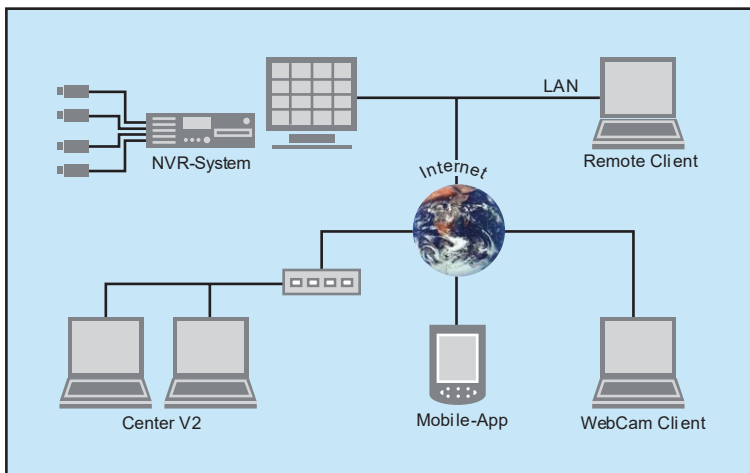 LAN
NVR-System
Remote Client
Internet
Center V2
Mobile-App
WebCam Client